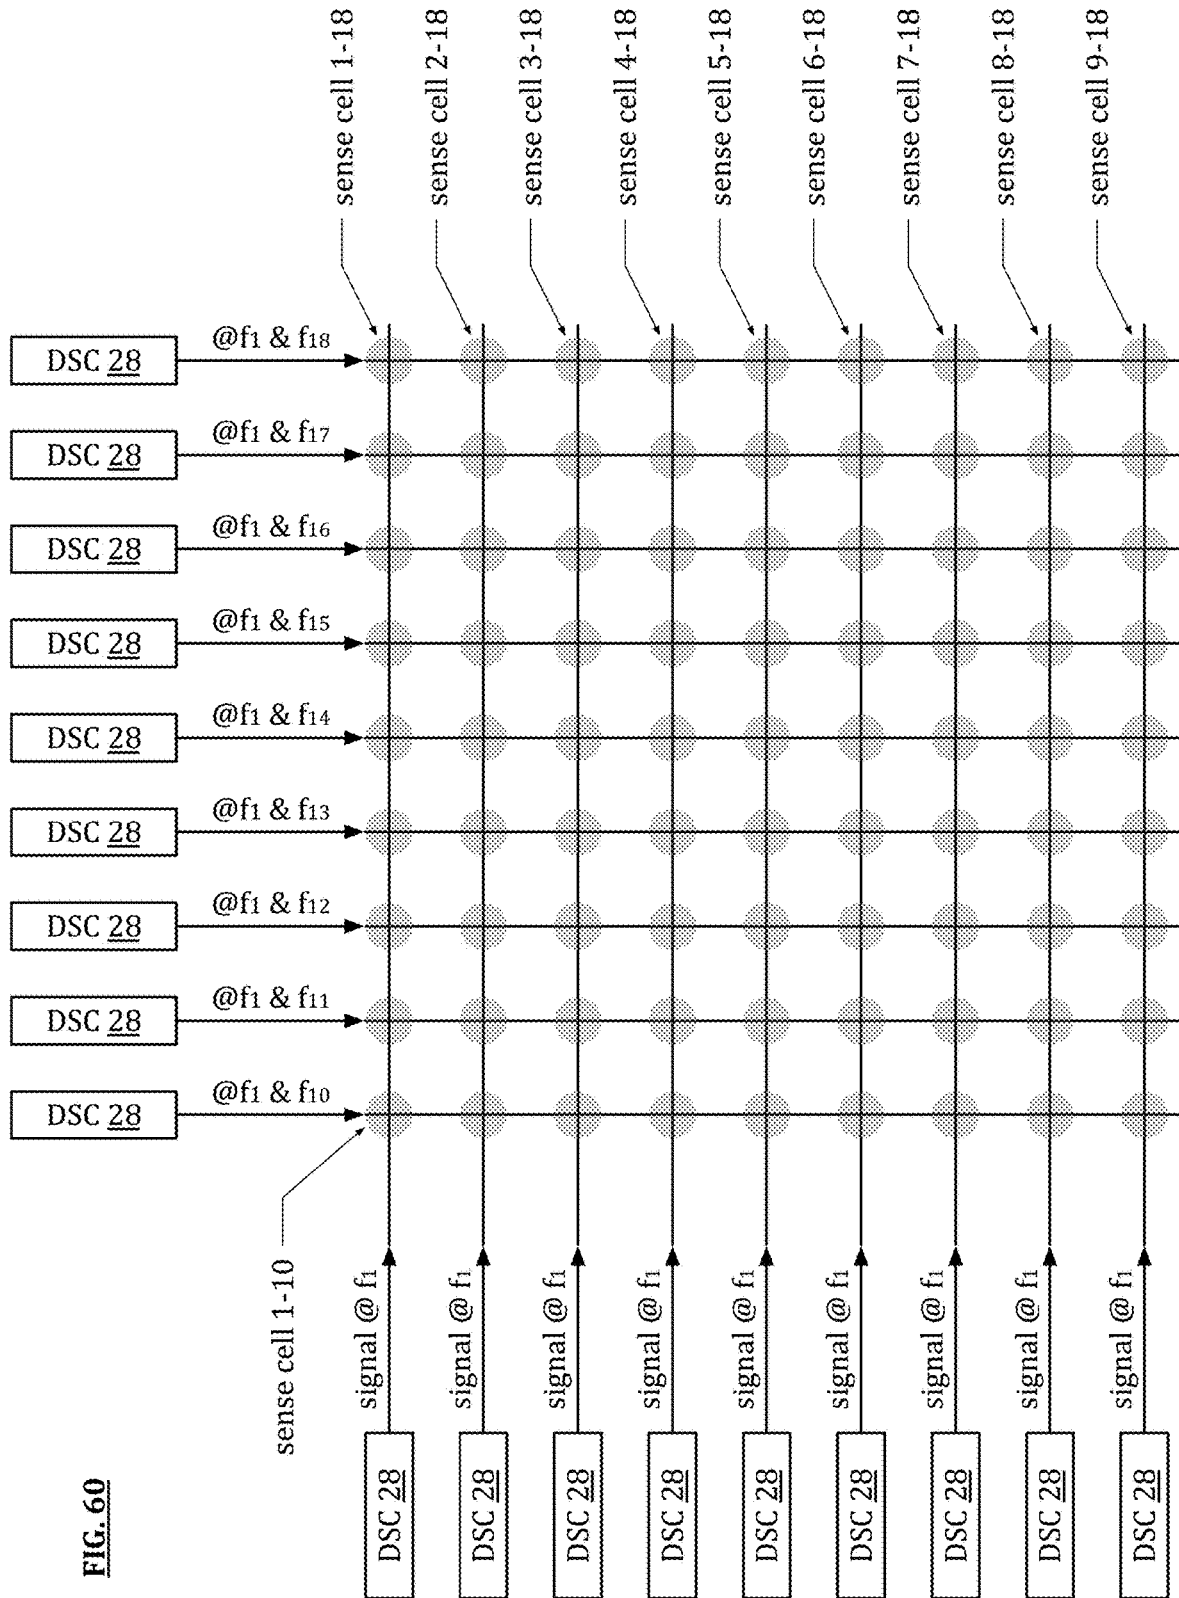 FIG. 60
sense cell 1-18
sense cell 2-18
sense cell 3-18
sense cell 4-18
sense cell 5-18
sense cell 6-18
sense cell 7-18
sense cell 8-18
sense cell 9-18
DSC 28
@f1 & f18
DSC 28
@f1 & f17
DSC 28
@f1 & f16
DSC 28
@f1 & f15
DSC 28
@f1 & f14
DSC 28
@f1 & f13
DSC 28
@f1 & f12
DSC 28
@f1 & f11
DSC 28
@f1 & f10
sense cell 1-10
signal @ f1
signal @ f1
signal @ f1
signal @ f1
signal @ f1
signal @ f1
signal @ f1
signal @ f1
signal @ f1
DSC 28
DSC 28
DSC 28
DSC 28
DSC 28
DSC 28
DSC 28
DSC 28
DSC 28